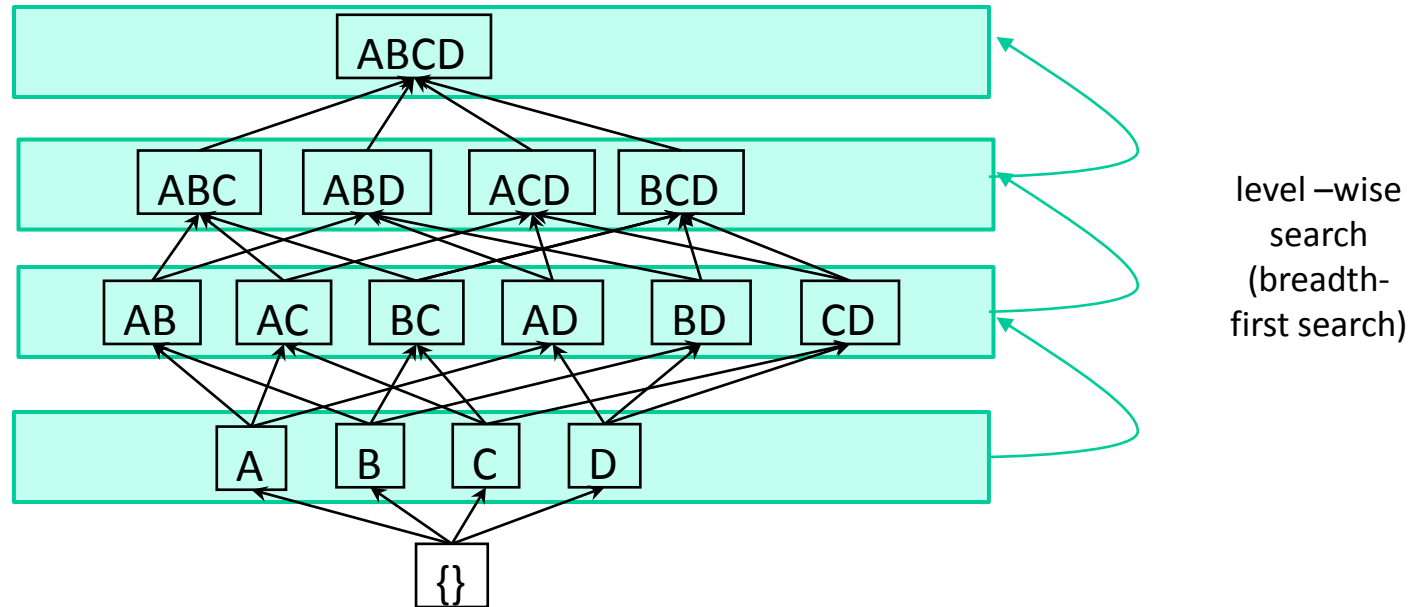 ABCD
ABC ABD ACD BCD
level –wise
search
(breadth-
first search)
AB AC BC AD BD CD
A B C D
{}